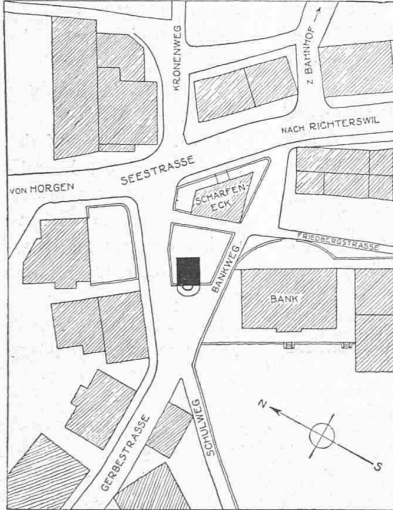 KRONENWEG
Z. BAHNHOF
NACH RICHTERSWIL
SEESTRASSE
VON HORGEN
SCHARFEN-
ECK
FRIEDBERGSTRASSE
BANKWEG
BANK
SCHULWEG
GERBESTRASSE
N
S